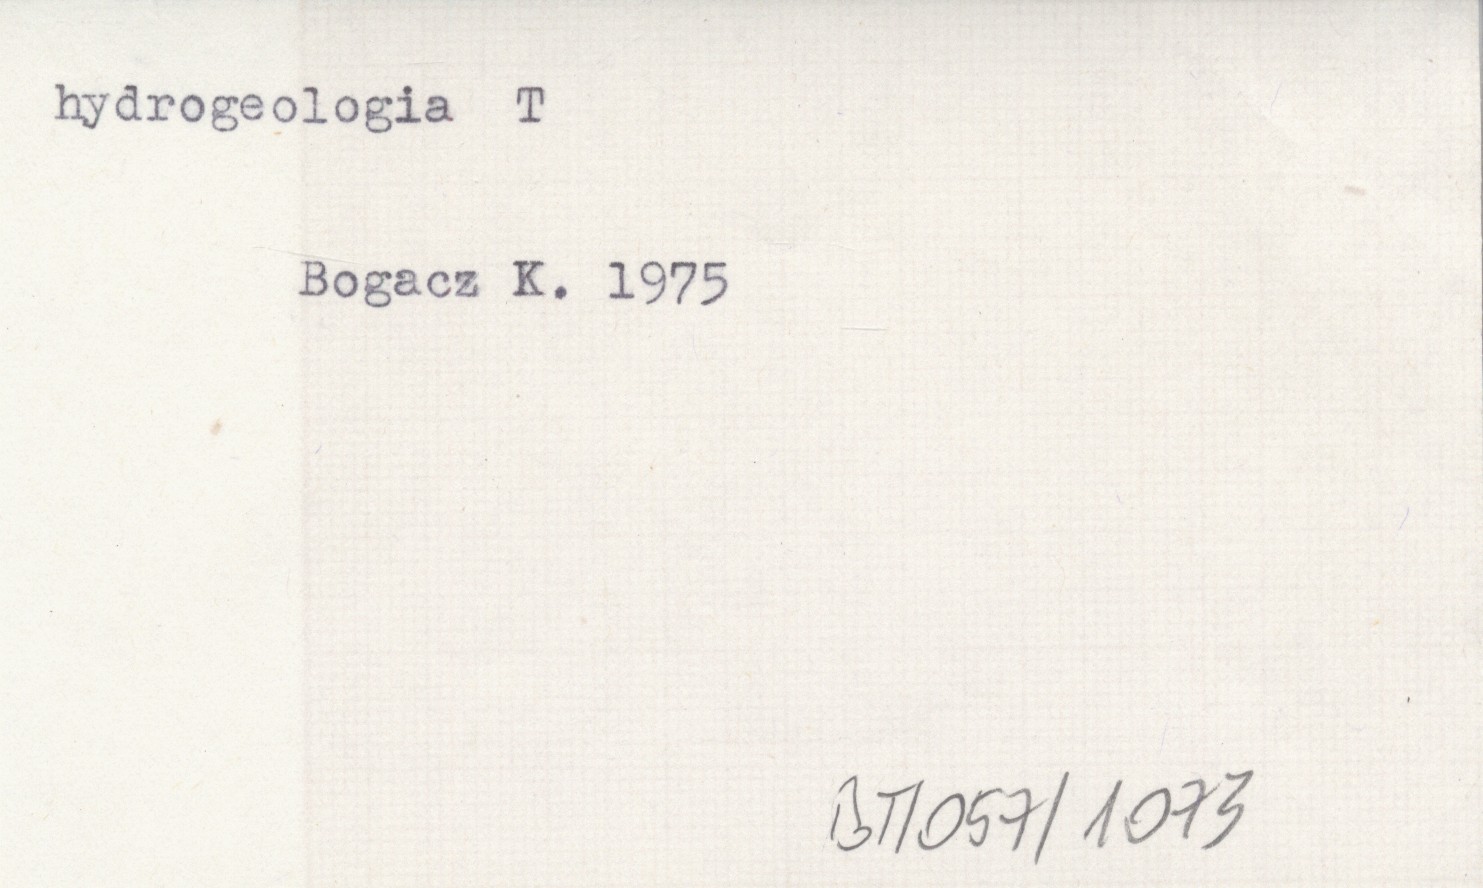 hydrogeologia T
Bogacz K. 1975
BT/057/1073